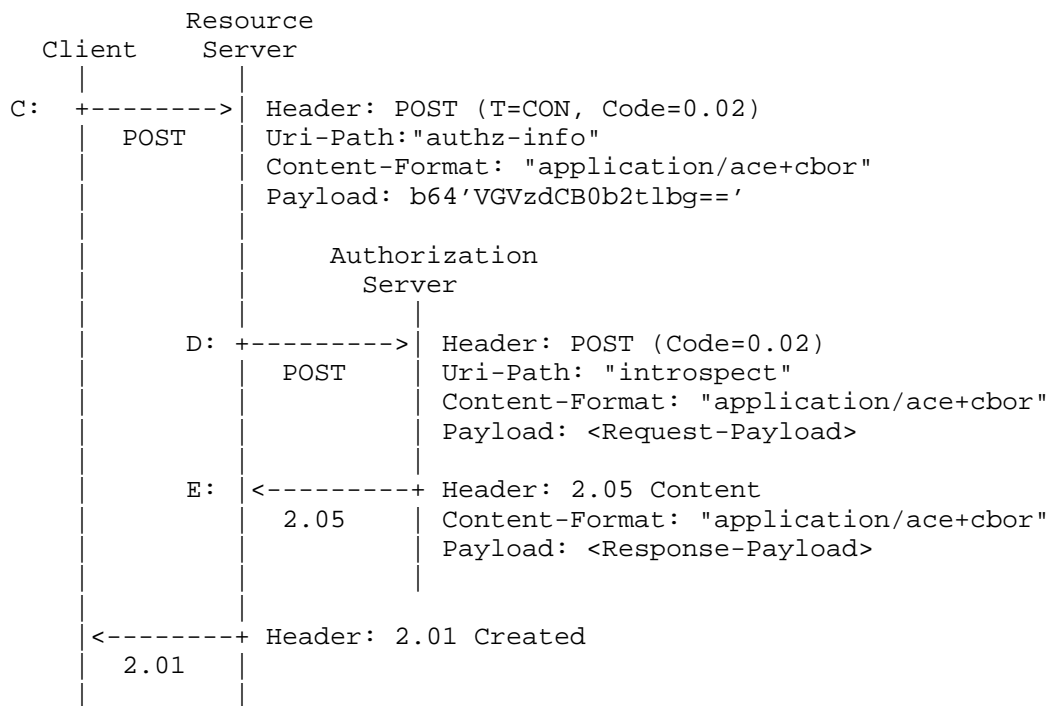 Resource
Client Server
C: +-------->| Header: POST (T=CON, Code=0.02)
POST | Uri-Path:"authz-info"
Content-Format: "application/ace+cbor"
Payload: b64’VGVzdCB0b2tlbg==’
Authorization
Server
D: +--------->| Header: POST (Code=0.02)
POST | Uri-Path: "introspect"
Content-Format: "application/ace+cbor"
Payload: <Request-Payload>
E: |<---------+ Header: 2.05 Content
2.05 | Content-Format: "application/ace+cbor"
Payload: <Response-Payload>
|<--------+ Header: 2.01 Created
2.01